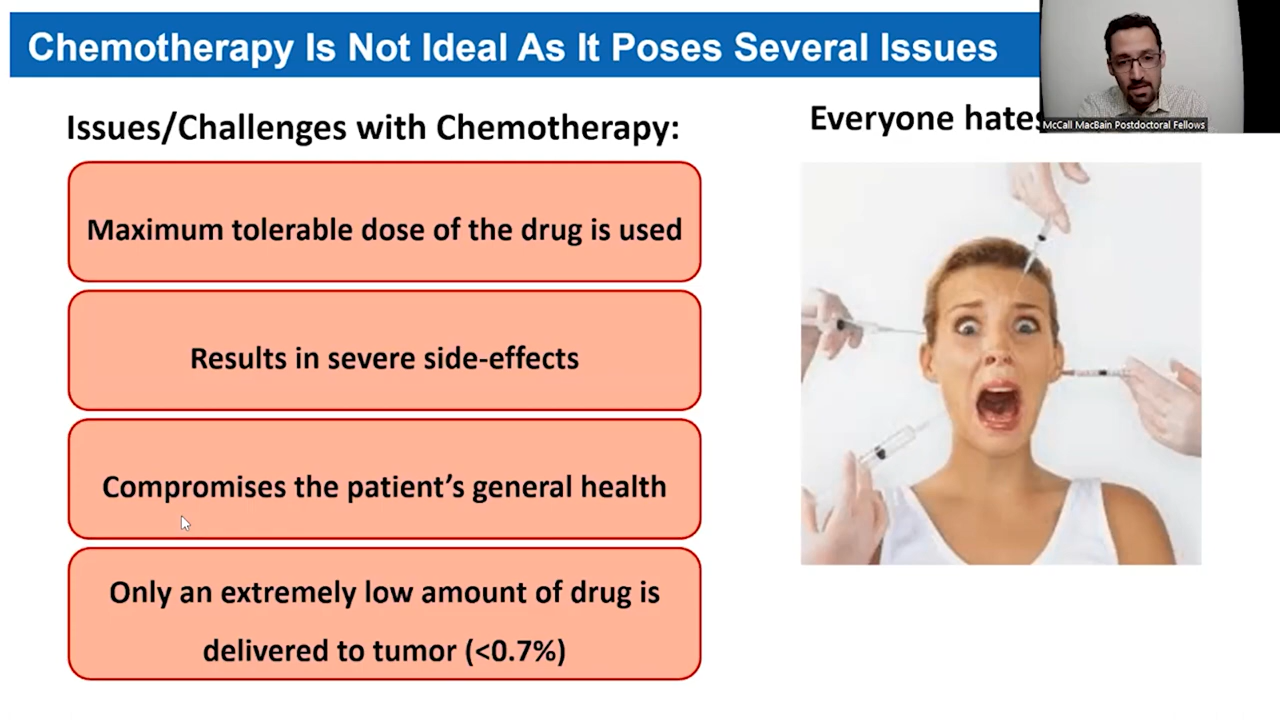 Chemotherapy Is Not Ideal As It Poses Several Issues
Issues/Challenges with Chemotherapy:
Maximum tolerable dose of the drug is used
Results in severe side-effects
Compromises the patient’s general health
Only an extremely low amount of drug is
delivered to tumor (<0.7%)
Everyone hates
McCall MacBain Postdoctoral Fellows